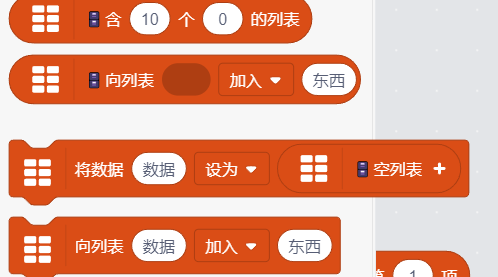 含 10 个 0 的列表
向列表 加入 东西
将数据 数据 设为 空列表 +
向列表 数据 加入 东西
1 项